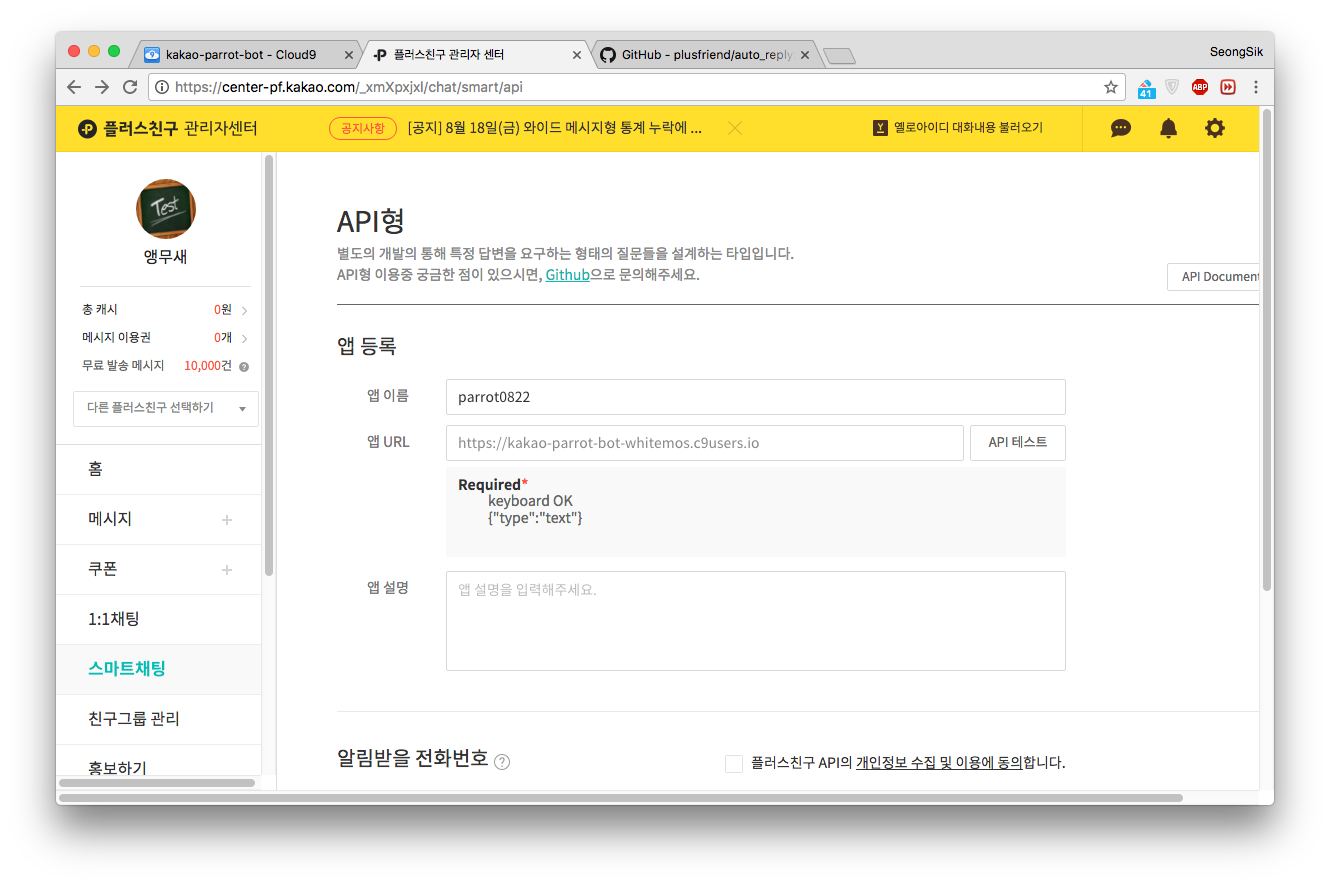 kakao-parrot-bot - Cloud9
플러스친구 관리자 센터
GitHub - plusfriend/auto_reply
SeongSik
https://center-pf.kakao.com/_xmXpxjxl/chat/smart/api
41
ABP
플러스친구 관리자센터
공지사항
[공지] 8월 18일(금) 와이드 메시지형 통계 누락에 ...
옐로아이디 대화내용 불러오기
Test
앵무새
총 캐시 0원
메시지 이용권 0개
무료 발송 메시지 10,000건
다른 플러스친구 선택하기
홈
메시지
쿠폰
1:1채팅
스마트채팅
친구그룹 관리
홍보하기
API형
별도의 개발의 통해 특정 답변을 요구하는 형태의 질문들을 설계하는 타입입니다.
API형 이용중 궁금한 점이 있으시면, Github으로 문의해주세요.
API Document
앱 등록
앱 이름 parrot0822
앱 URL https://kakao-parrot-bot-whitemos.c9users.io API 테스트
Required*
keyboard OK
{"type":"text"}
앱 설명 앱 설명을 입력해주세요.
알림받을 전화번호 ?
플러스친구 API의 개인정보 수집 및 이용에 동의합니다.